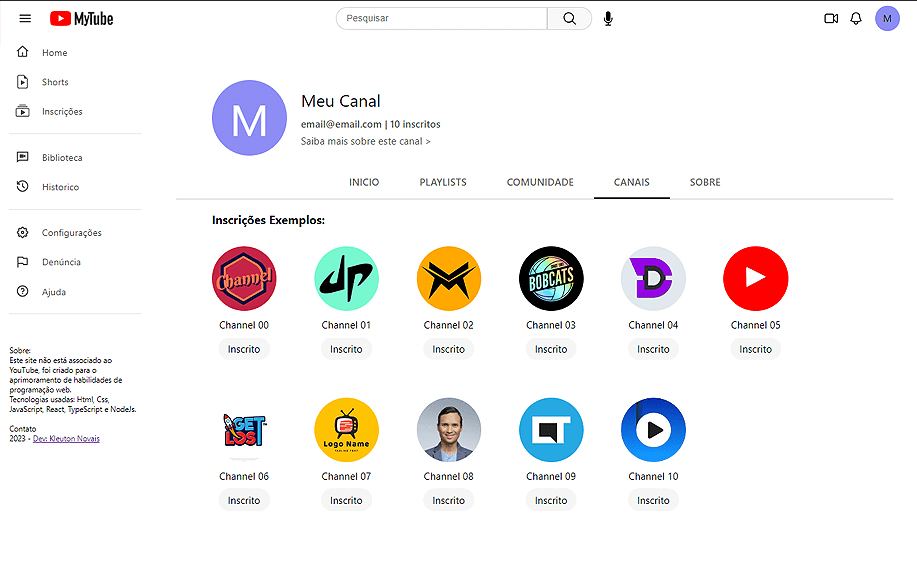 MyTube
Pesquisar
M
Home
Shorts
Inscrições
Biblioteca
Historico
Configurações
Denúncia
Ajuda
Sobre:
Este site não está associado ao
YouTube, foi criado para o
aprimoramento de habilidades de
programação web.
Tecnologias usadas: Html, Css,
JavaScript, React, TypeScript e NodeJs.
Contato
2023 - Dev: Kleuton Novais
M
Meu Canal
email@email.com | 10 inscritos
Saiba mais sobre este canal >
INICIO PLAYLISTS COMUNIDADE CANAIS SOBRE
Inscrições Exemplos:
Channel BOBCATS D
Channel 00 Channel 01 Channel 02 Channel 03 Channel 04 Channel 05
Inscrito Inscrito Inscrito Inscrito Inscrito Inscrito
GET
LOST
Logo Name
Channel 06 Channel 07 Channel 08 Channel 09 Channel 10
Inscrito Inscrito Inscrito Inscrito Inscrito